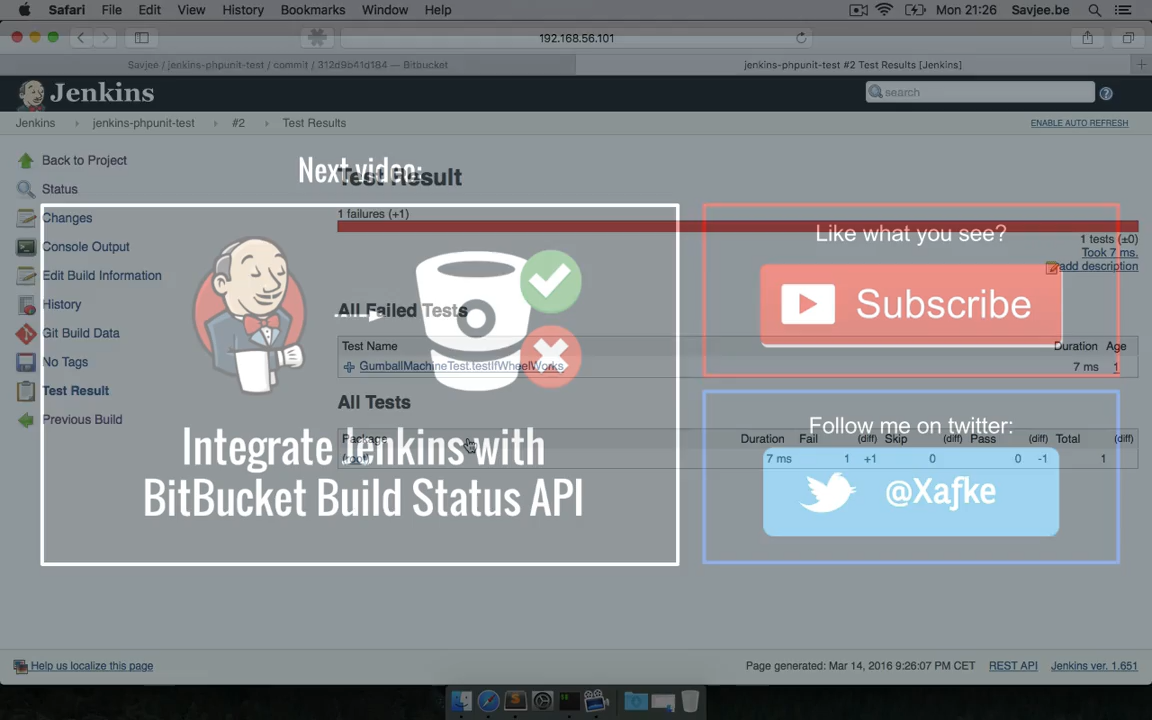 Safari File Edit View History Bookmarks Window Help Mon 21:26 Savjee.be
192.168.56.101
Savjee / jenkins-phpunit-test / commit / 312d9b41d184 — Bitbucket
jenkins-phpunit-test #2 Test Results [Jenkins]
Jenkins
search
Jenkins jenkins-phpunit-test #2 Test Results
ENABLE AUTO REFRESH
Back to Project
Status
Changes
Console Output
Edit Build Information
History
Git Build Data
No Tags
Test Result
Previous Build
Next video:
Test Result
1 failures (+1)
1 tests (±0)
Took 7 ms.
add description
All Failed Tests
Test Name Duration Age
GumballMachineTest.testIfWheelWorks 7 ms 1
All Tests
Package Duration Fail (diff) Skip (diff) Pass (diff) Total (diff)
(root) 7 ms 1 +1 0 0 -1 1
Integrate Jenkins with
BitBucket Build Status API
Like what you see?
Subscribe
Follow me on twitter:
@Xafke
Help us localize this page
Page generated: Mar 14, 2016 9:26:07 PM CET REST API Jenkins ver. 1.651